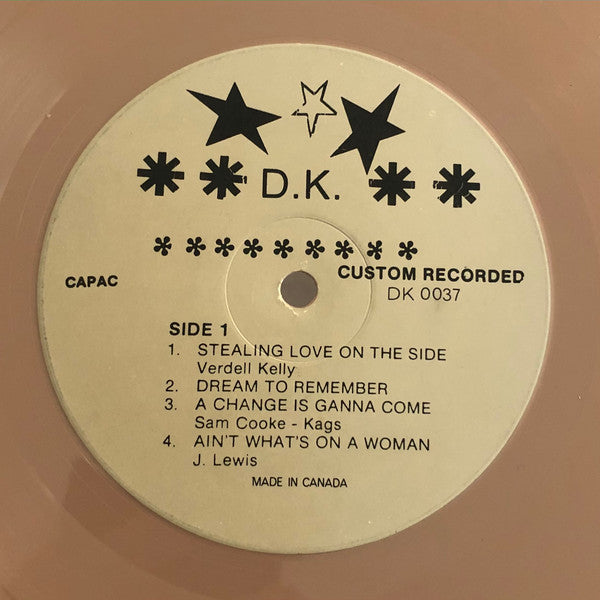 ** D.K. **
*********
CAPAC
CUSTOM RECORDED
DK 0037
SIDE 1
1. STEALING LOVE ON THE SIDE
Verdell Kelly
2. DREAM TO REMEMBER
3. A CHANGE IS GANNA COME
Sam Cooke - Kags
4. AIN'T WHAT'S ON A WOMAN
J. Lewis
MADE IN CANADA